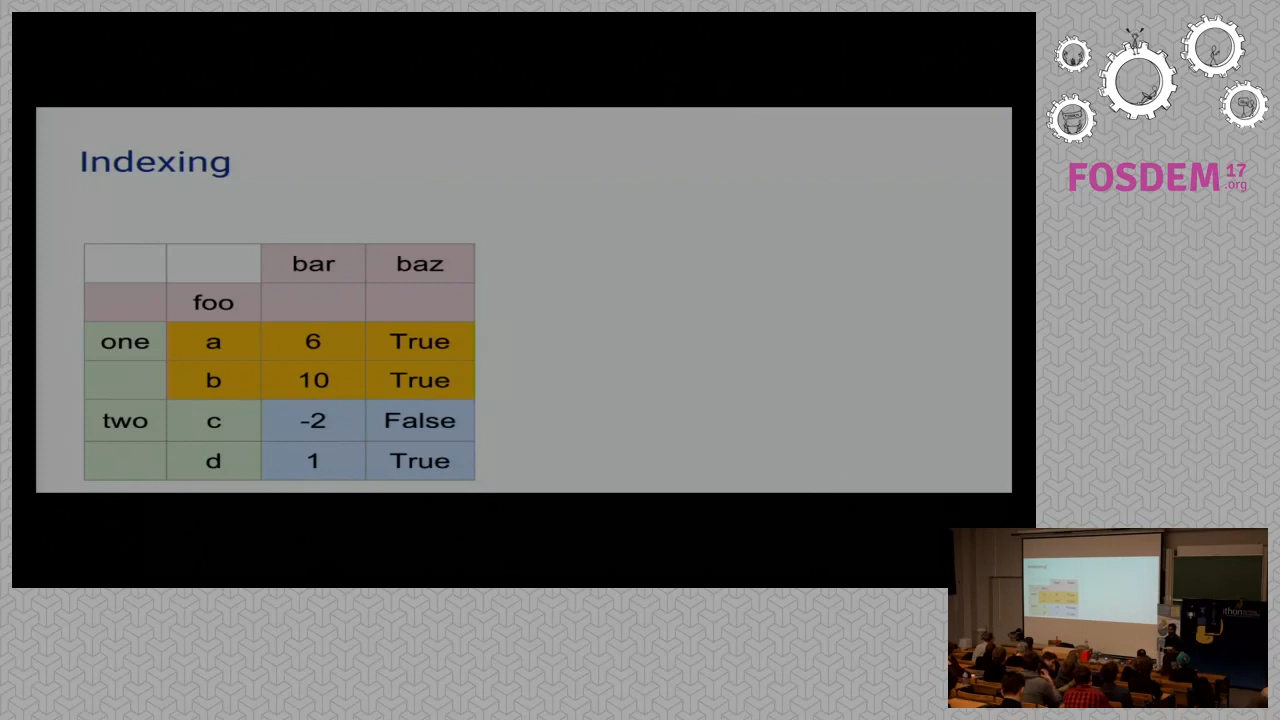 Indexing
bar baz
foo
one a 6 True
b 10 True
two c -2 False
d 1 True
FOSDEM 17
.org